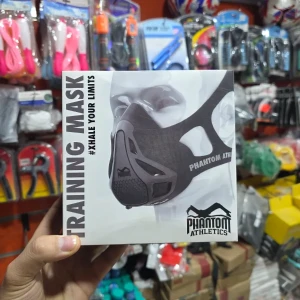 TRAINING MASK
#XHALE YOUR LIMITS
PHANTOM ATH
PHANTOM
ATHLETICS